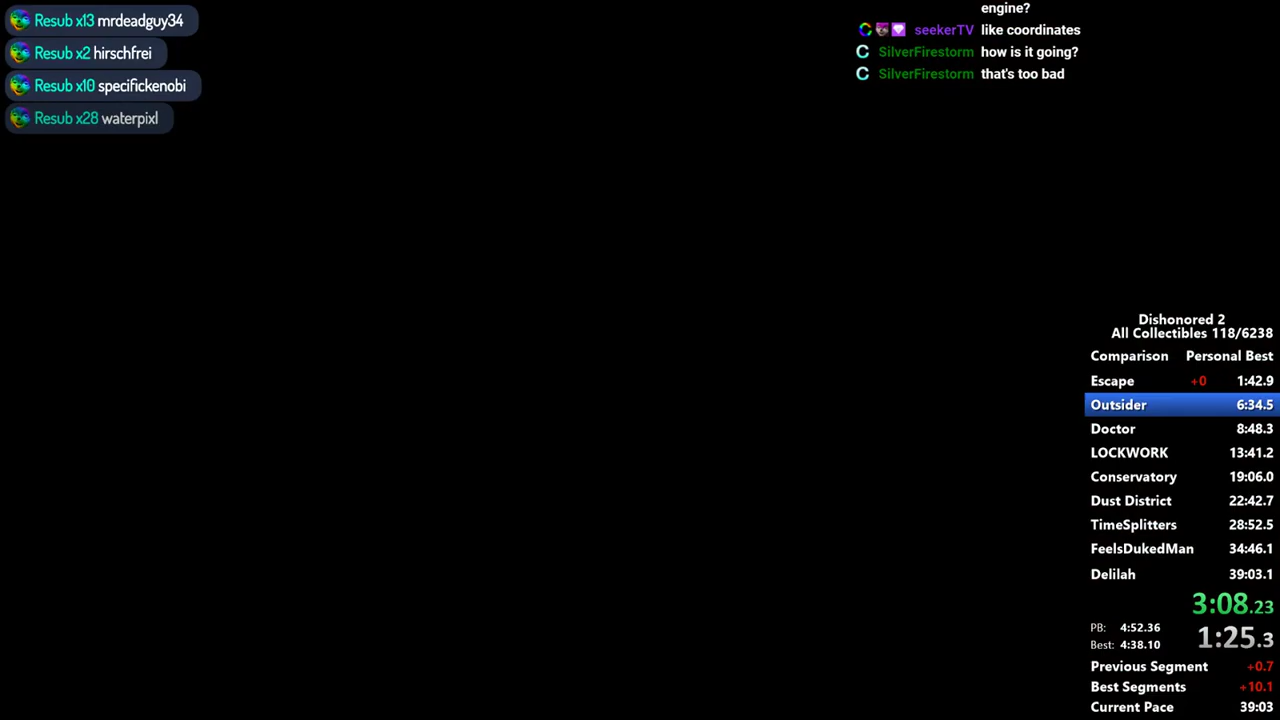 Resub x13 mrdeadguy34
Resub x2 hirschfrei
Resub x10 specifickenobi
Resub x28 waterpixl
engine?
seekerTV like coordinates
SilverFirestorm how is it going?
SilverFirestorm that's too bad
Dishonored 2
All Collectibles 118/6238
Comparison Personal Best
Escape +0 1:42.9
Outsider 6:34.5
Doctor 8:48.3
LOCKWORK 13:41.2
Conservatory 19:06.0
Dust District 22:42.7
TimeSplitters 28:52.5
FeelsDukedMan 34:46.1
Delilah 39:03.1
3:08.23
PB: 4:52.36
Best: 4:38.10
1:25.3
Previous Segment +0.7
Best Segments +10.1
Current Pace 39:03